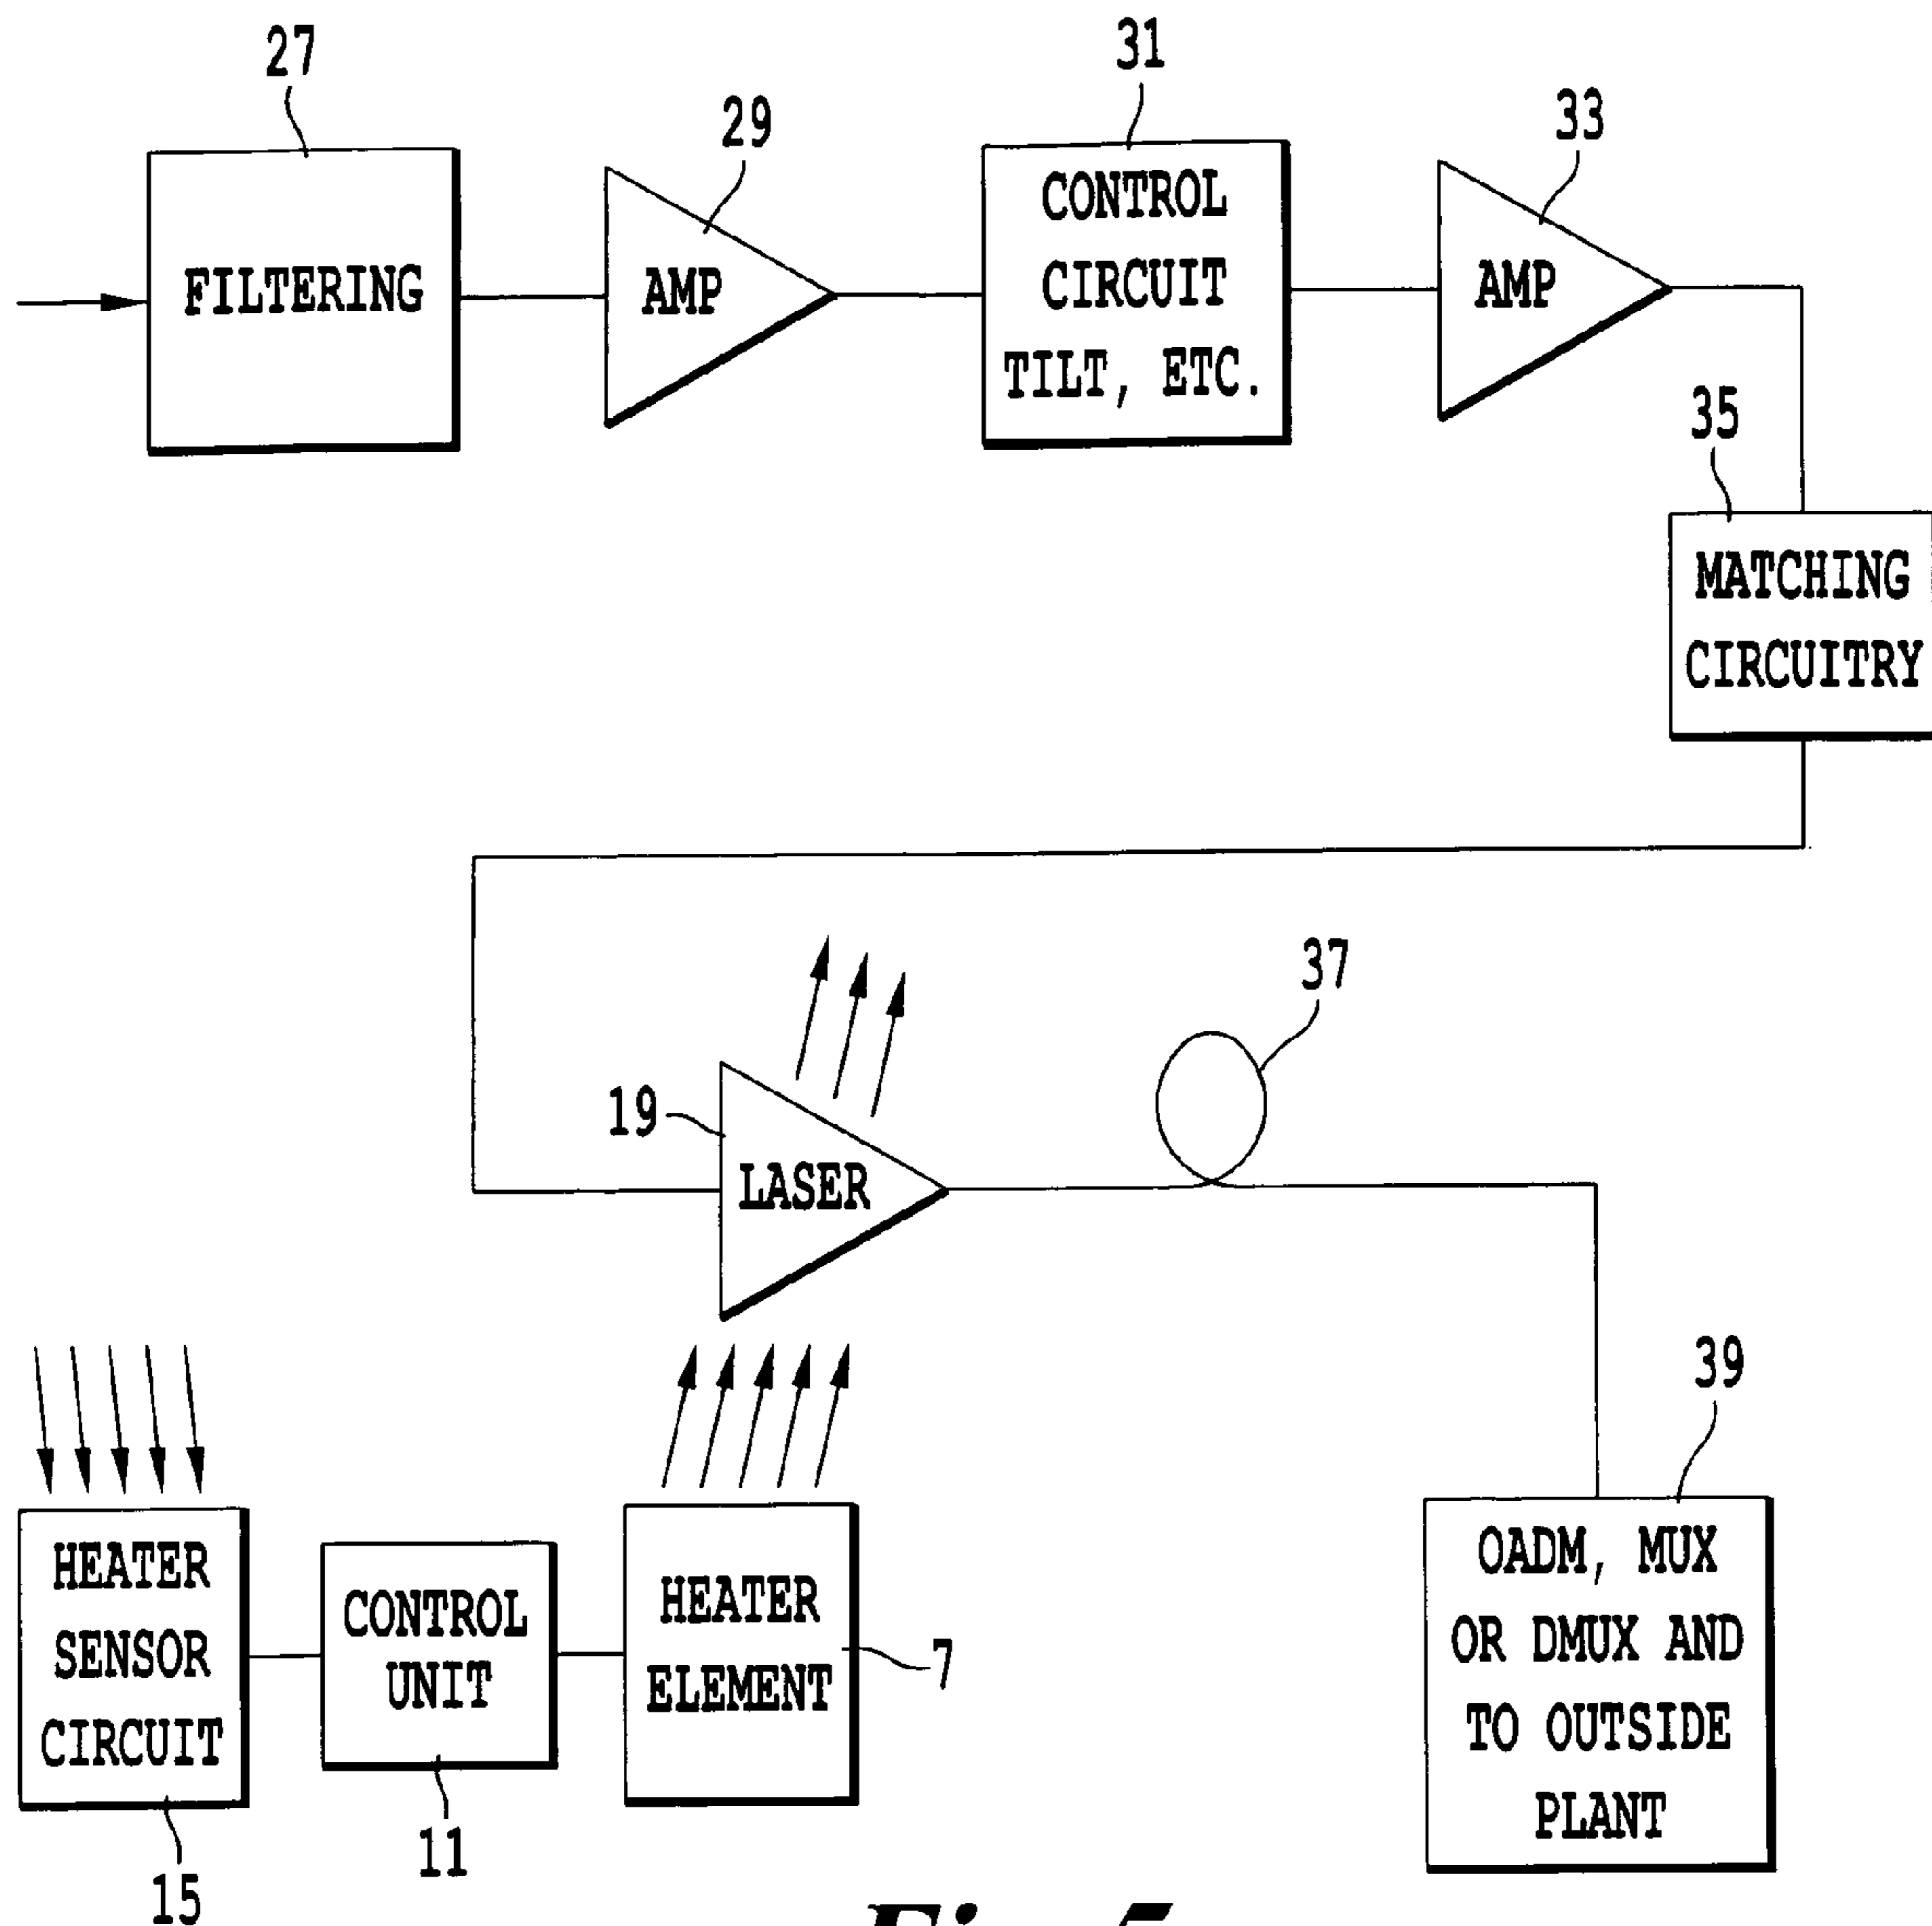 27
29
31
33
FILTERING
AMP
CONTROL
CIRCUIT
TILT, ETC.
AMP
35
MATCHING
CIRCUITRY
37
19
LASER
39
HEATER
SENSOR
CIRCUIT
CONTROL
UNIT
HEATER
ELEMENT
7
OADM, MUX
OR DMUX AND
TO OUTSIDE
PLANT
11
15